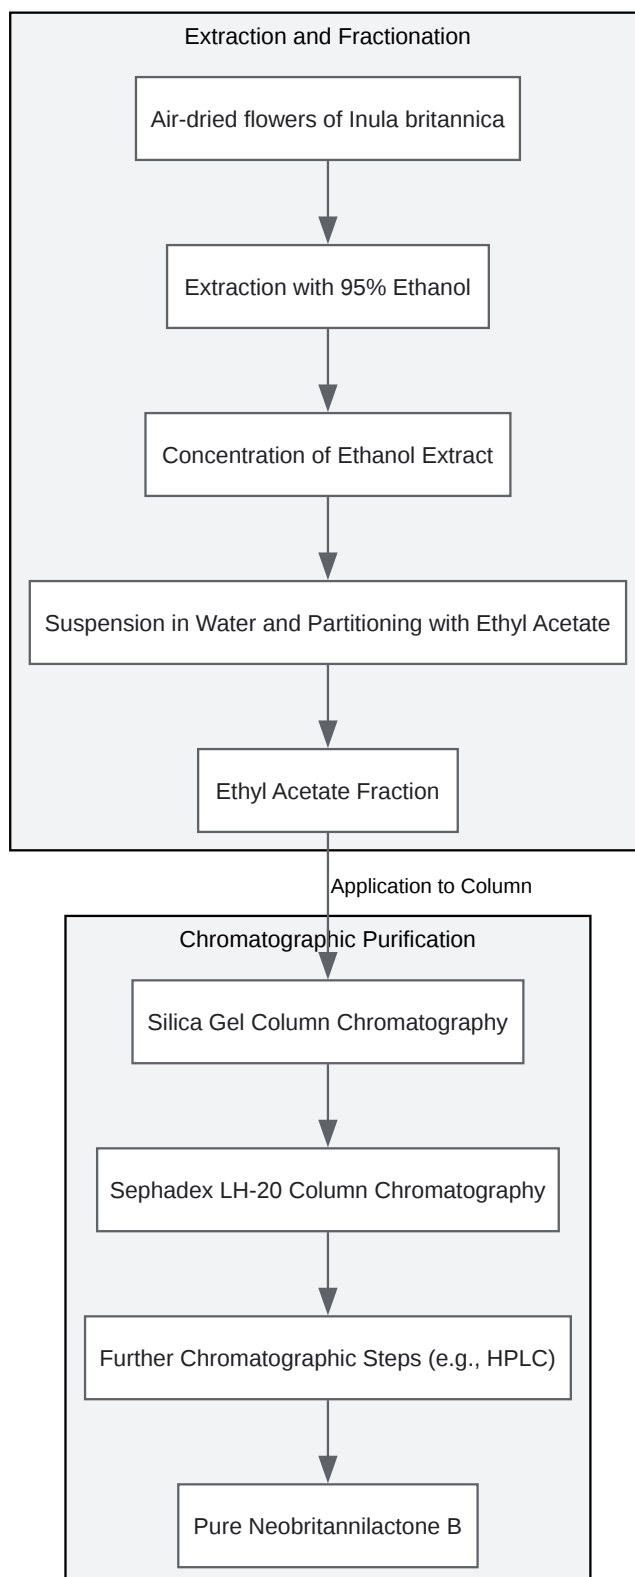 Extraction and Fractionation
Air-dried flowers of Inula britannica
Extraction with 95% Ethanol
Concentration of Ethanol Extract
Suspension in Water and Partitioning with Ethyl Acetate
Ethyl Acetate Fraction
Application to Column
Chromatographic Purification
Silica Gel Column Chromatography
Sephadex LH-20 Column Chromatography
Further Chromatographic Steps (e.g., HPLC)
Pure Neobritannilactone B